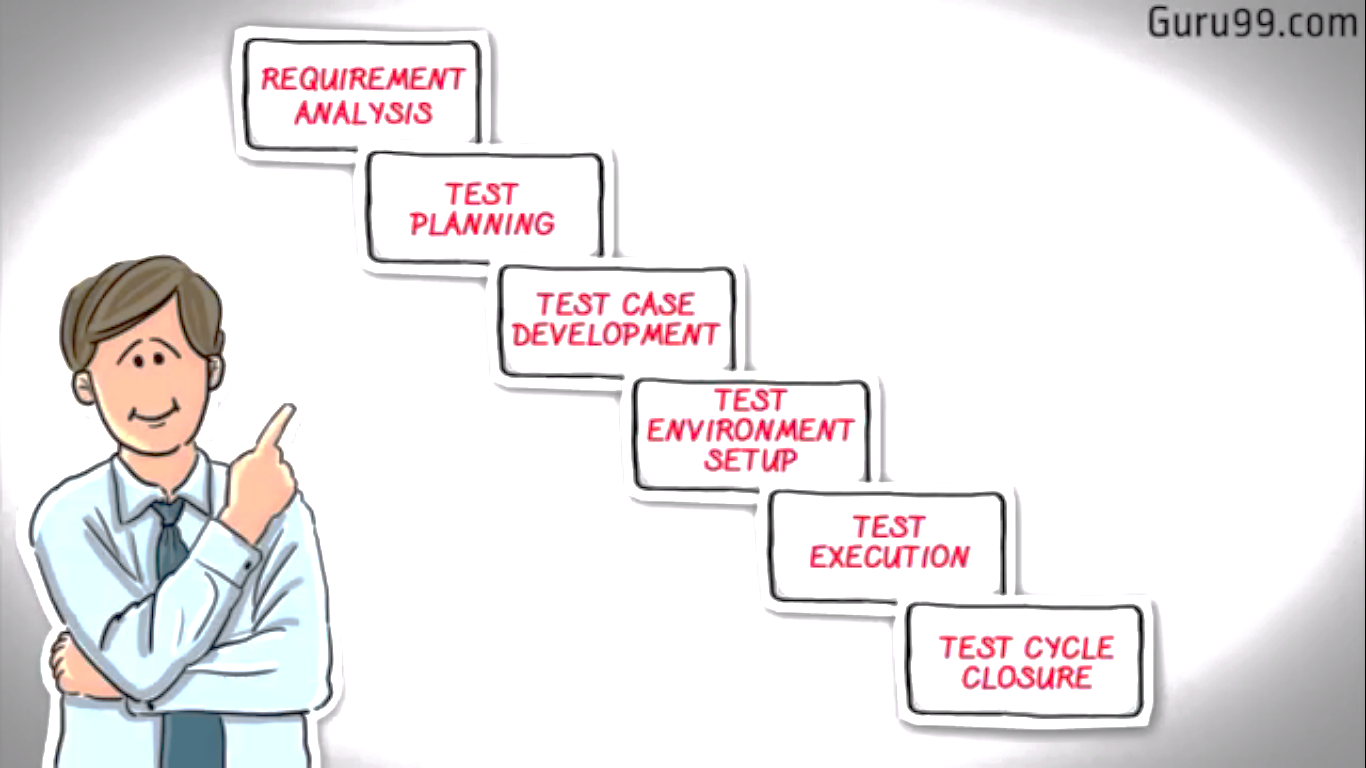 Guru99.com
REQUIREMENT
ANALYSIS
TEST
PLANNING
TEST CASE
DEVELOPMENT
TEST
ENVIRONMENT
SETUP
TEST
EXECUTION
TEST CYCLE
CLOSURE